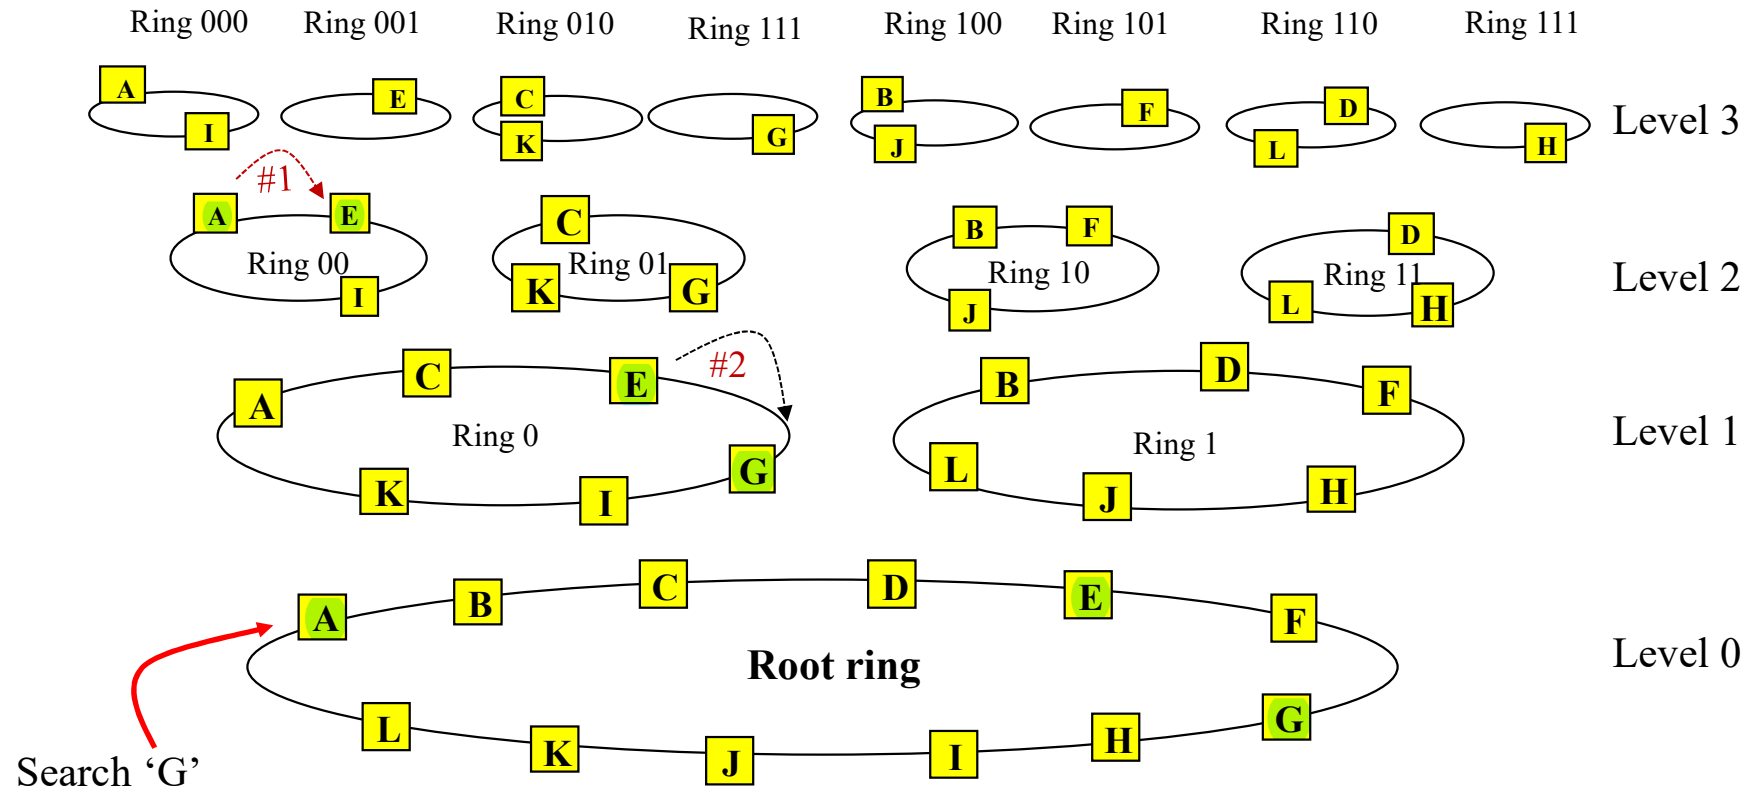 Ring 000 Ring 001 Ring 010 Ring 111 Ring 100 Ring 101 Ring 110 Ring 111
A E C B F D
I K G J L H
Level 3
#1
A E C B F D
Ring 00 Ring 01 Ring 10 Ring 11
I K G J L H
Level 2
#2
A C E B D F
Ring 0 Ring 1
K I G L J H
Level 1
A B C D E F
Root ring
Level 0
L K J I H G
Search ‘G’